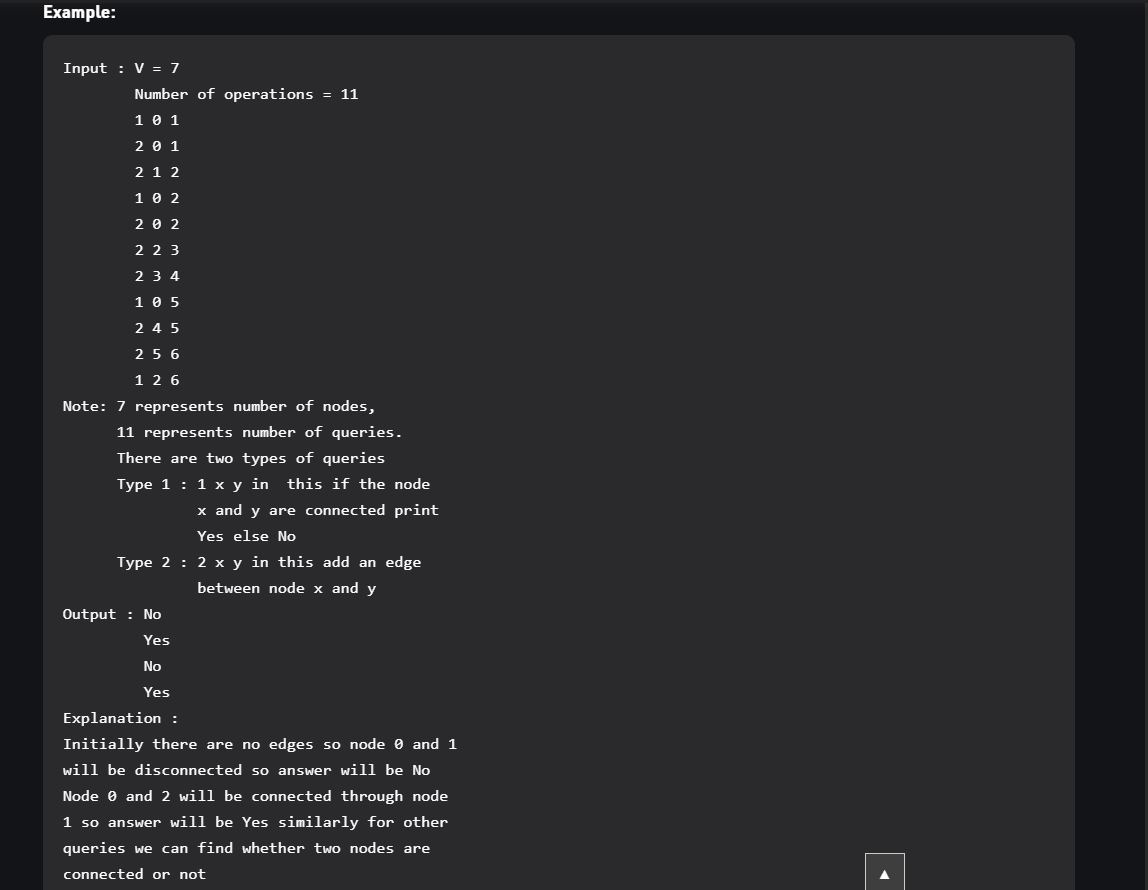 Example:
Input : V = 7
Number of operations = 11
1 0 1
2 0 1
2 1 2
1 0 2
2 0 2
2 2 3
2 3 4
1 0 5
2 4 5
2 5 6
1 2 6
Note: 7 represents number of nodes,
11 represents number of queries.
There are two types of queries
Type 1 : 1 x y in  this if the node
x and y are connected print
Yes else No
Type 2 : 2 x y in this add an edge
between node x and y
Output : No
Yes
No
Yes
Explanation :
Initially there are no edges so node 0 and 1
will be disconnected so answer will be No
Node 0 and 2 will be connected through node
1 so answer will be Yes similarly for other
queries we can find whether two nodes are
connected or not